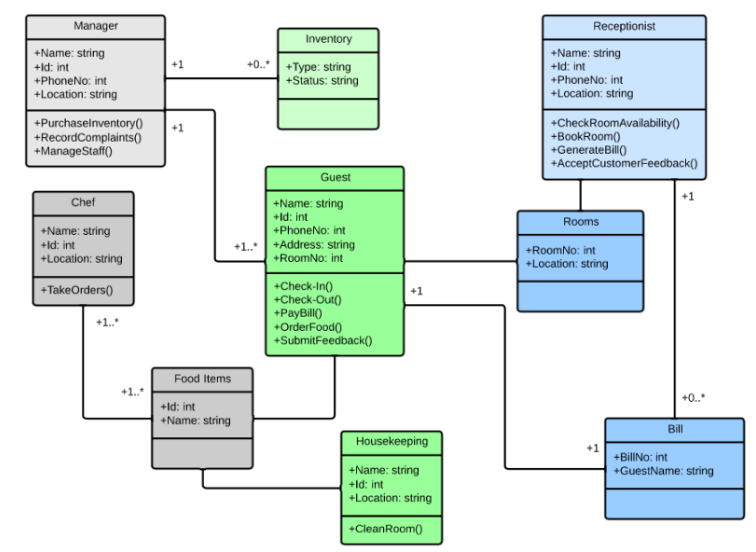 Manager
+Name: string
+Id: int
+PhoneNo: int
+Location: string
+PurchaseInventory()
+RecordComplaints()
+ManageStaff()
+1
+0..*
+1
+1..*
Inventory
+Type: string
+Status: string
Receptionist
+Name: string
+Id: int
+PhoneNo: int
+Location: string
+CheckRoomAvailability()
+BookRoom()
+GenerateBill()
+AcceptCustomerFeedback()
+1
+0..*
Chef
+Name: string
+Id: int
+Location: string
+TakeOrders()
+1..*
+1..*
Guest
+Name: string
+Id: int
+PhoneNo: int
+Address: string
+RoomNo: int
+Check-In()
+Check-Out()
+PayBill()
+OrderFood()
+SubmitFeedback()
+1
+1
Rooms
+RoomNo: int
+Location: string
Food Items
+Id: int
+Name: string
Housekeeping
+Name: string
+Id: int
+Location: string
+CleanRoom()
Bill
+BillNo: int
+GuestName: string